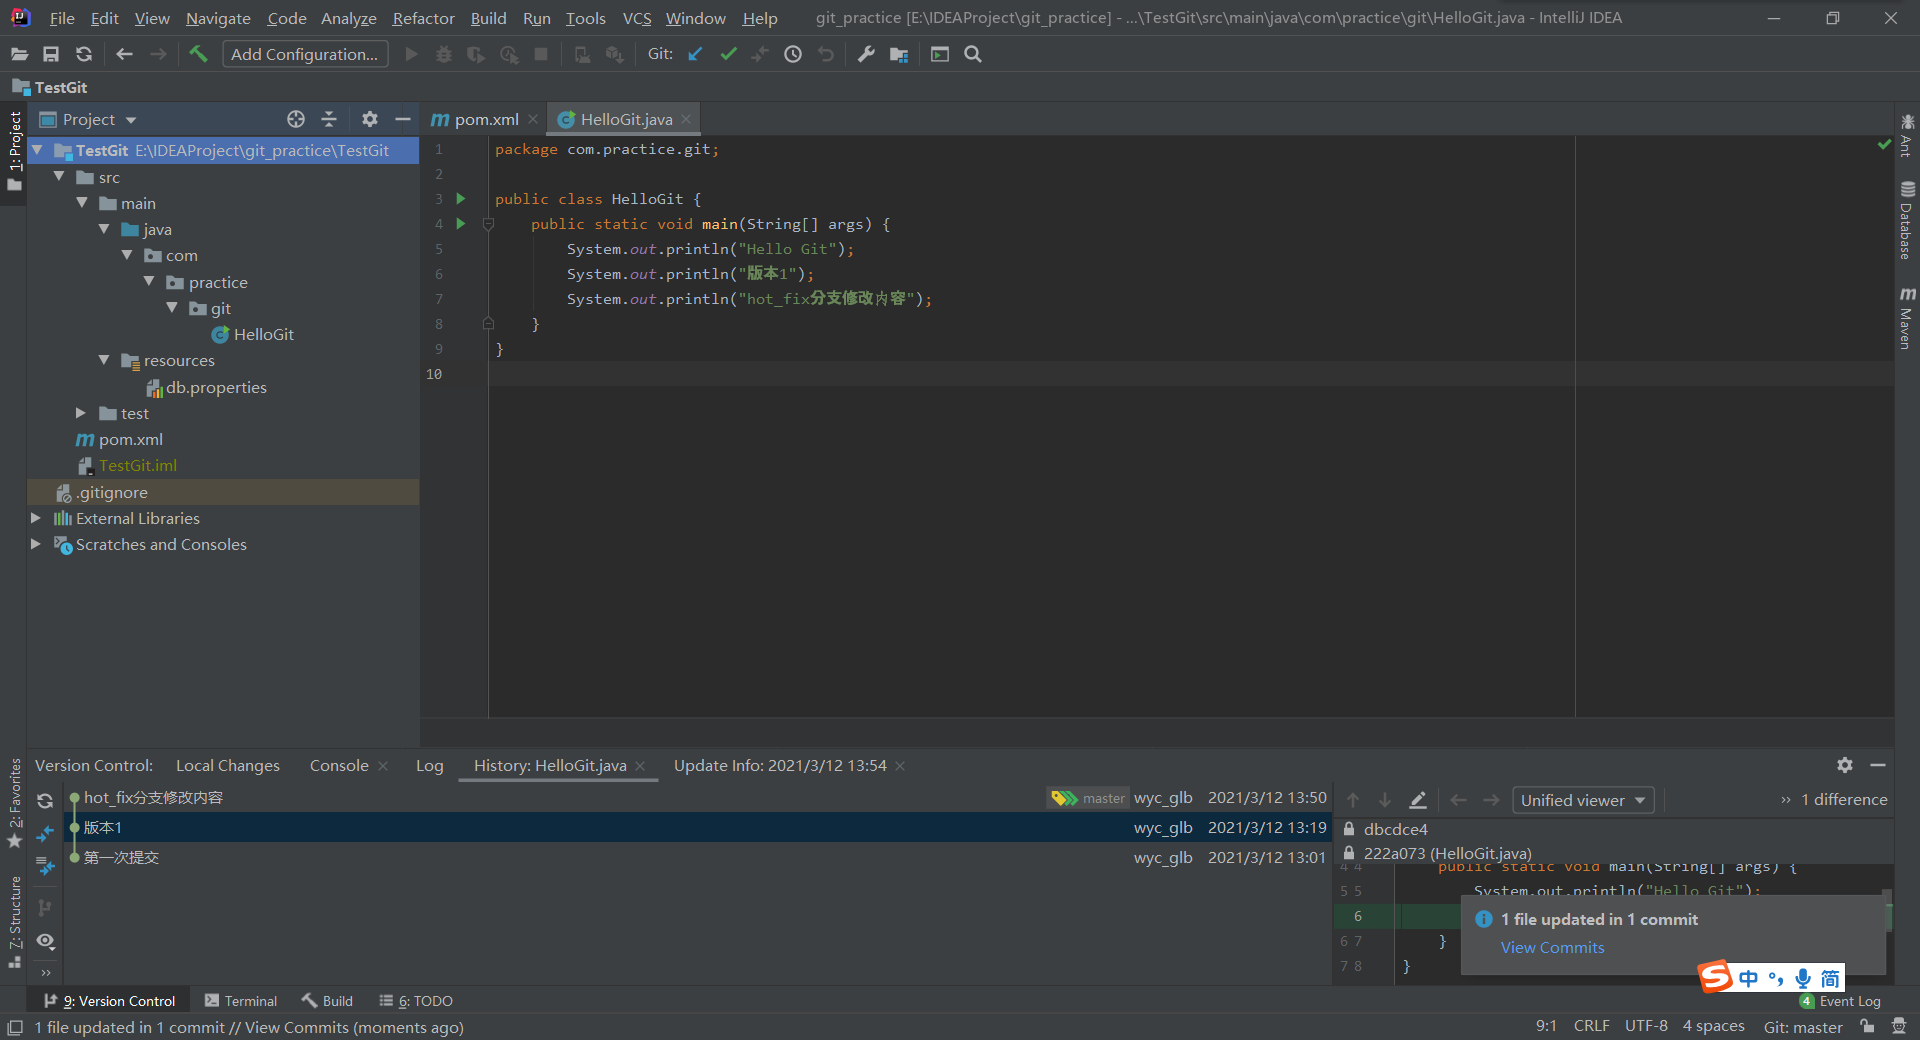 File Edit View Navigate Code Analyze Refactor Build Run Tools VCS Window Help git_practice [E:\IDEAProject\git_practice] - ...\TestGit\src\main\java\com\practice\git\HelloGit.java - IntelliJ IDEA
Add Configuration... Git:
TestGit
1: Project
Project
pom.xml HelloGit.java
TestGit E:\IDEAProject\git_practice\TestGit
src
main
java
com
practice
git
HelloGit
resources
db.properties
test
pom.xml
TestGit.iml
.gitignore
External Libraries
Scratches and Consoles
1 package com.practice.git;
2
3 public class HelloGit {
4 public static void main(String[] args) {
5 System.out.println("Hello Git");
6 System.out.println("版本1");
7 System.out.println("hot_fix分支修改内容");
8 }
9 }
10
Ant
Database
Maven
2: Favorites
7: Structure
Version Control: Local Changes Console Log History: HelloGit.java Update Info: 2021/3/12 13:54
hot_fix分支修改内容 master wyc_glb 2021/3/12 13:50
版本1 wyc_glb 2021/3/12 13:19
第一次提交 wyc_glb 2021/3/12 13:01
Unified viewer 1 difference
dbcdce4
222a073 (HelloGit.java)
4 4 public static void main(String[] args) {
5 5 System.out.println("Hello Git");
6
6 7 }
7 8 }
1 file updated in 1 commit
View Commits
中 °, 简
9: Version Control Terminal Build 6: TODO 4 Event Log
1 file updated in 1 commit // View Commits (moments ago) 9:1 CRLF UTF-8 4 spaces Git: master